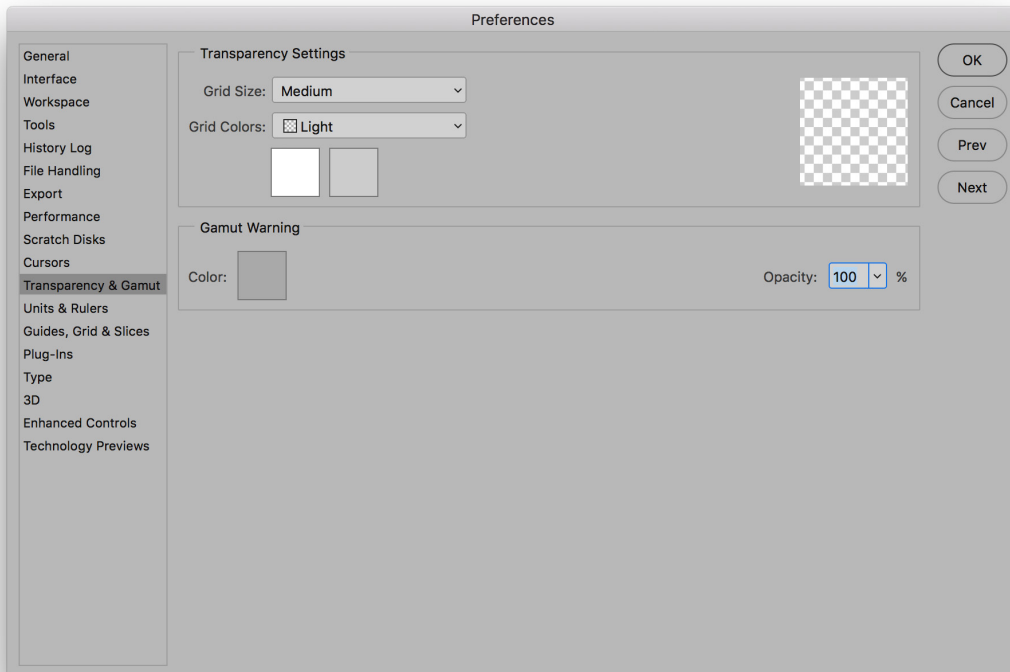 Preferences
General
Interface
Workspace
Tools
History Log
File Handling
Export
Performance
Scratch Disks
Cursors
Transparency & Gamut
Units & Rulers
Guides, Grid & Slices
Plug-Ins
Type
3D
Enhanced Controls
Technology Previews
Transparency Settings
Grid Size: Medium
Grid Colors: Light
Gamut Warning
Color:
Opacity: 100 %
OK
Cancel
Prev
Next